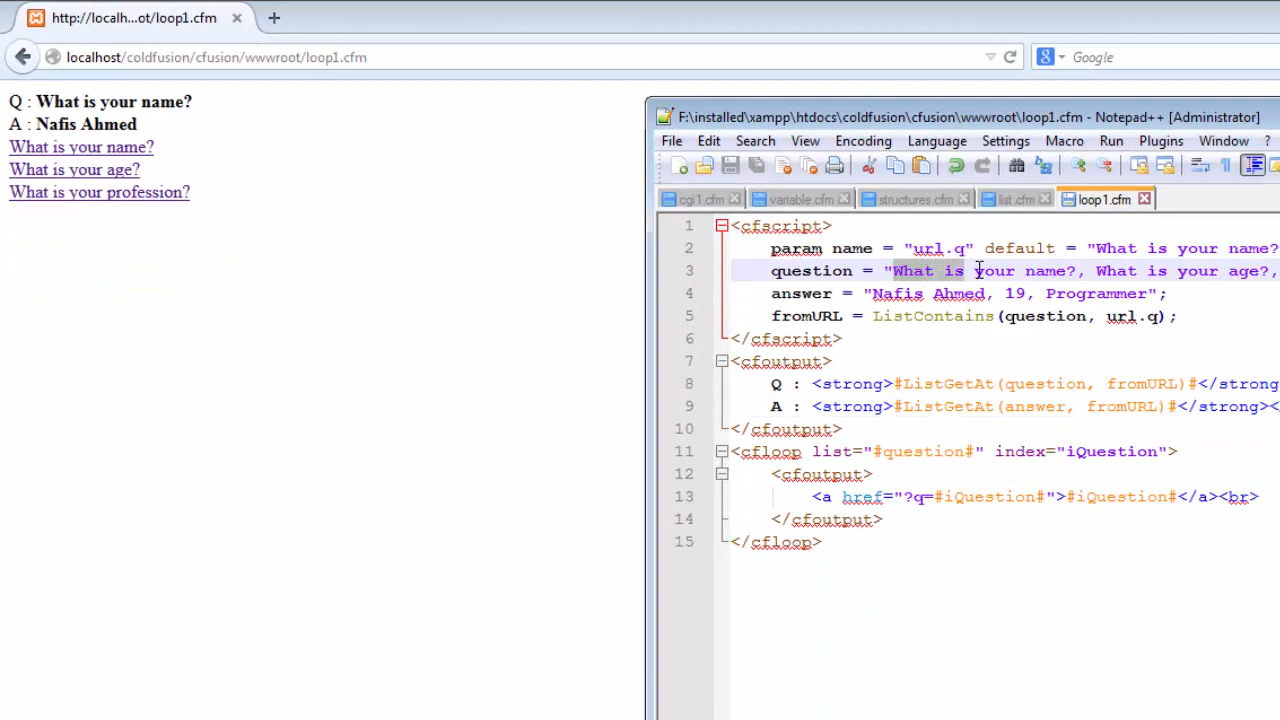 http://localh...ot/loop1.cfm
localhost/coldfusion/cfusion/wwwroot/loop1.cfm
Google
Q : What is your name?
A : Nafis Ahmed
What is your name?
What is your age?
What is your profession?
F:\installed\xampp\htdocs\coldfusion\cfusion\wwwroot\loop1.cfm - Notepad++ [Administrator]
File Edit Search View Encoding Language Settings Macro Run Plugins Window ?
cgi1.cfm variable.cfm structures.cfm list.cfm loop1.cfm
1 <cfscript>
2 param name = "url.q" default = "What is your name?
3 question = "What is your name?, What is your age?,
4 answer = "Nafis Ahmed, 19, Programmer";
5 fromURL = ListContains(question, url.q);
6 </cfscript>
7 <cfoutput>
8 Q : <strong>#ListGetAt(question, fromURL)#</strong
9 A : <strong>#ListGetAt(answer, fromURL)#</strong><
10 </cfoutput>
11 <cfloop list="#question#" index="iQuestion">
12 <cfoutput>
13 <a href="?q=#iQuestion#">#iQuestion#</a><br>
14 </cfoutput>
15 </cfloop>